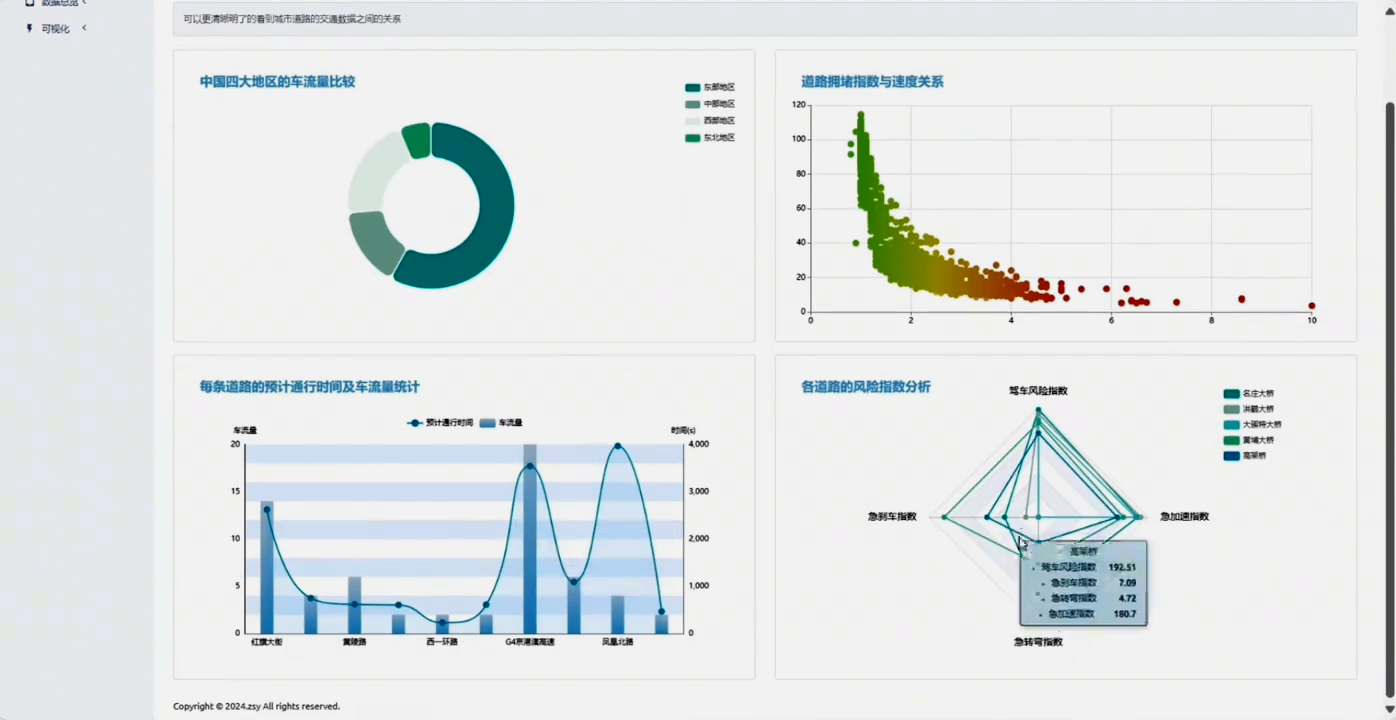 数据总览
可视化
可以更清晰明了的看到城市道路的交通数据之间的关系
中国四大地区的车流量比较
东部地区
中部地区
西部地区
东北地区
道路拥堵指数与速度关系
120
100
80
60
40
20
0
0 2 4 6 8 10
每条道路的预计通行时间及车流量统计
预计通行时间 车流量
车流量
时间(s)
20 4,000
15 3,000
10 2,000
5 1,000
0 0
红旗大街 黄陵路 西一环路 G4京港澳高速 凤凰北路
各道路的风险指数分析
驾车风险指数
名庄大桥
洪鹤大桥
黄埔大桥
高架桥
急刹车指数
急加速指数
高架桥
驾车风险指数 192.51
急刹车指数 7.09
急转弯指数 4.72
急加速指数 180.7
急转弯指数
Copyright © 2024.zsy All rights reserved.